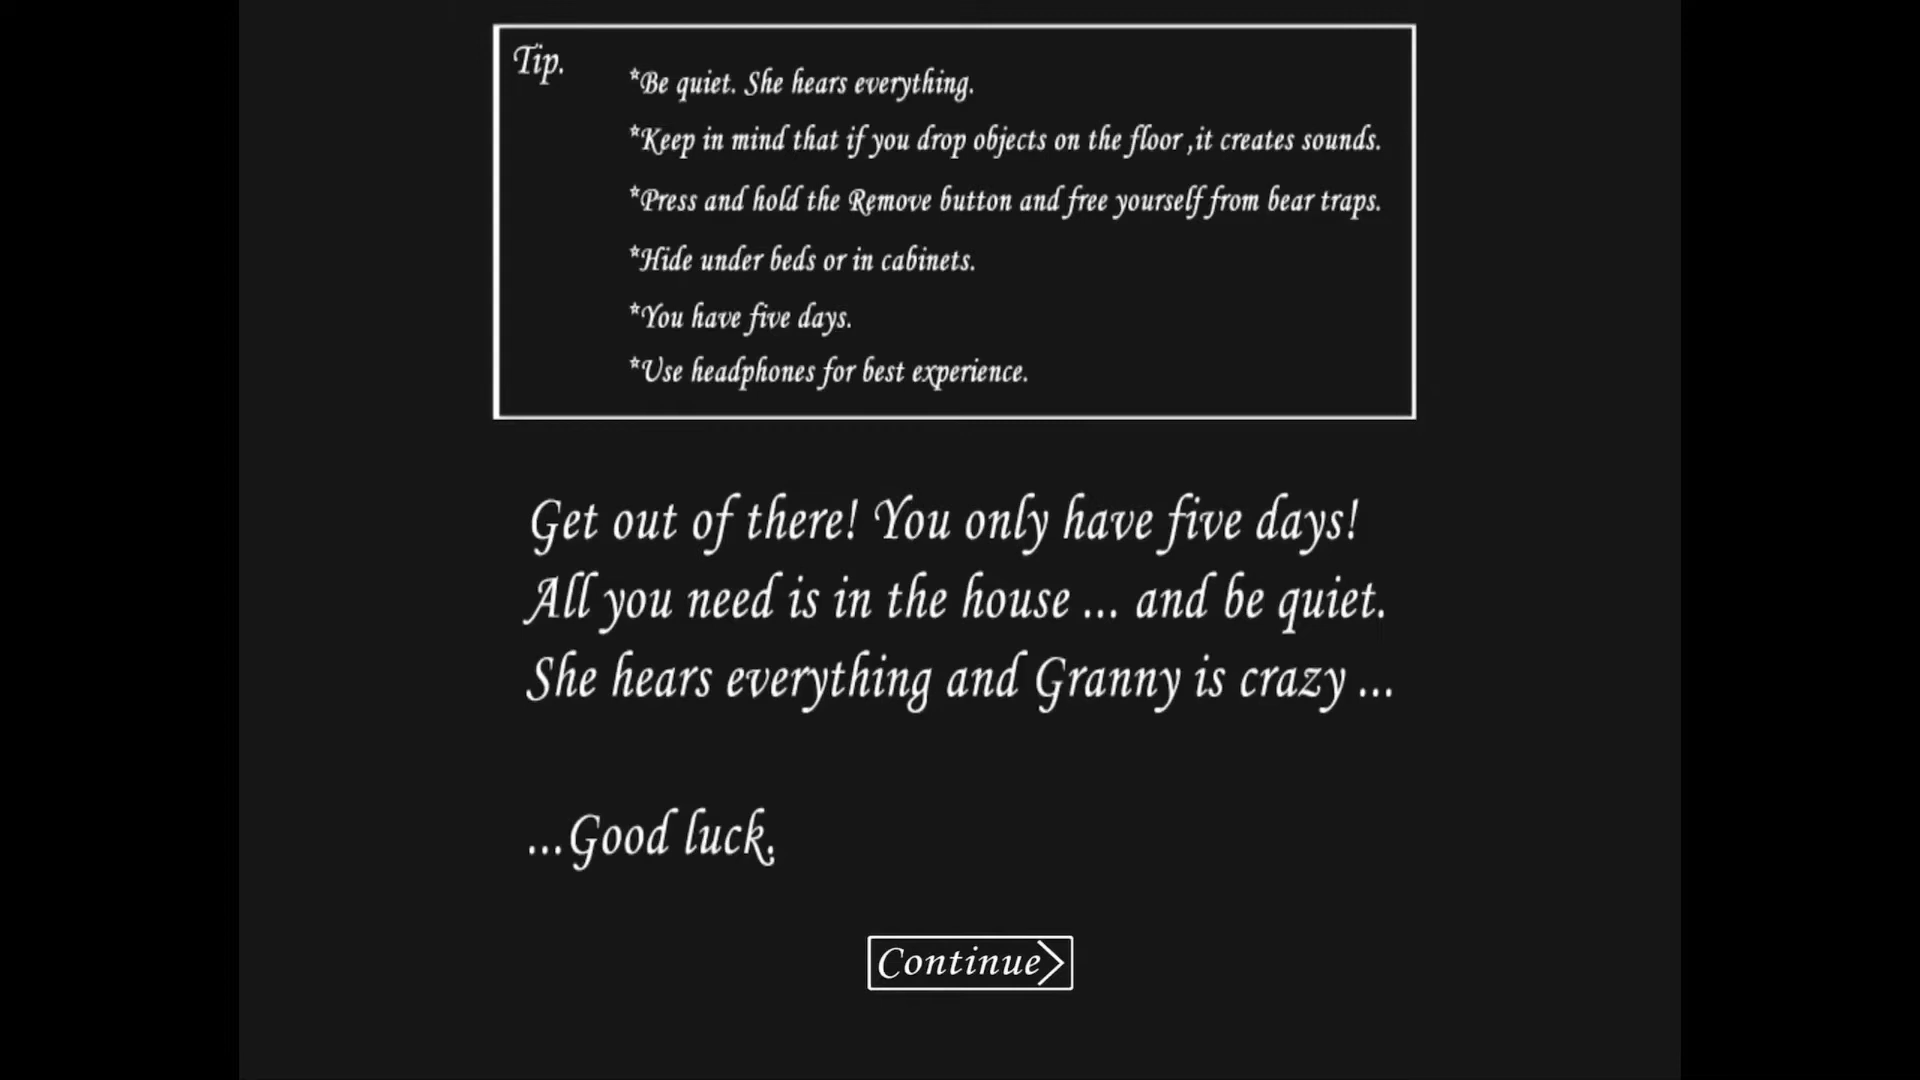 Tip.
*Be quiet. She hears everything.
*Keep in mind that if you drop objects on the floor ,it creates sounds.
*Press and hold the Remove button and free yourself from bear traps.
*Hide under beds or in cabinets.
*You have five days.
*Use headphones for best experience.
Get out of there! You only have five days!
All you need is in the house ... and be quiet.
She hears everything and Granny is crazy ...
...Good luck.
Continue